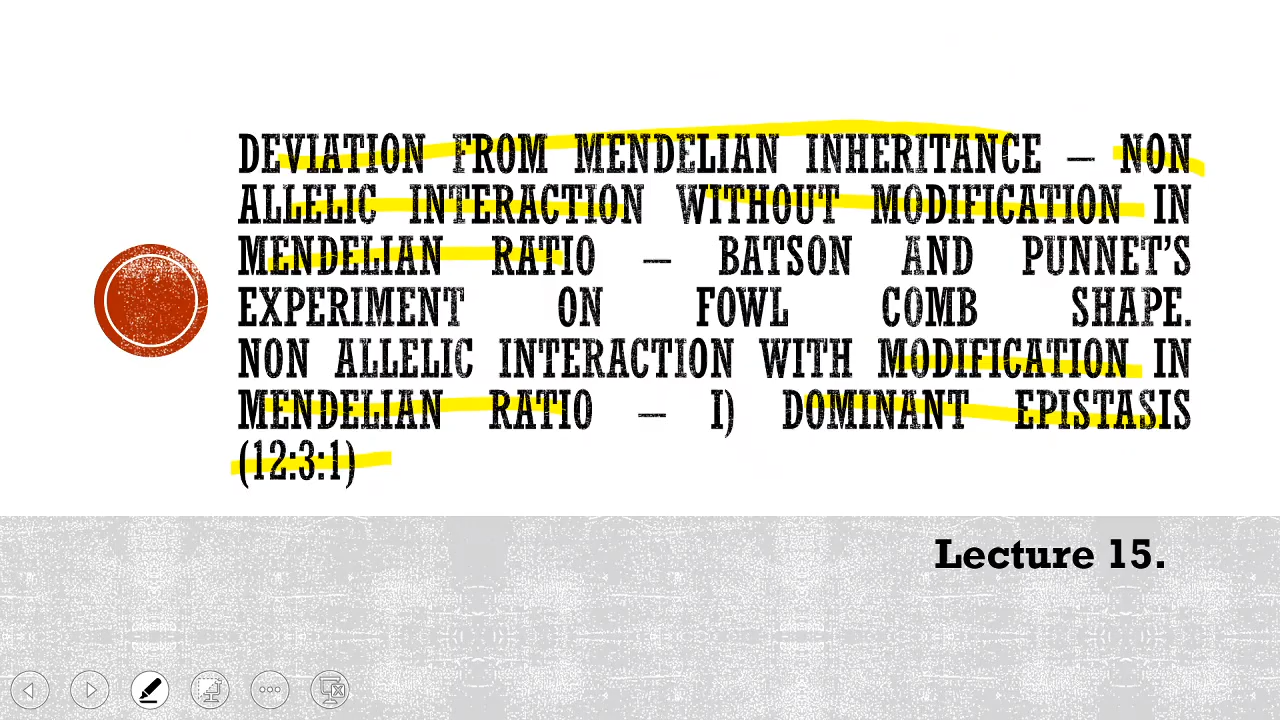 DEVIATION FROM MENDELIAN INHERITANCE – NON
ALLELIC INTERACTION WITHOUT MODIFICATION IN
MENDELIAN RATIO – BATSON AND PUNNET’S
EXPERIMENT ON FOWL COMB SHAPE.
NON ALLELIC INTERACTION WITH MODIFICATION IN
MENDELIAN RATIO – I) DOMINANT EPISTASIS
(12:3:1)
Lecture 15.